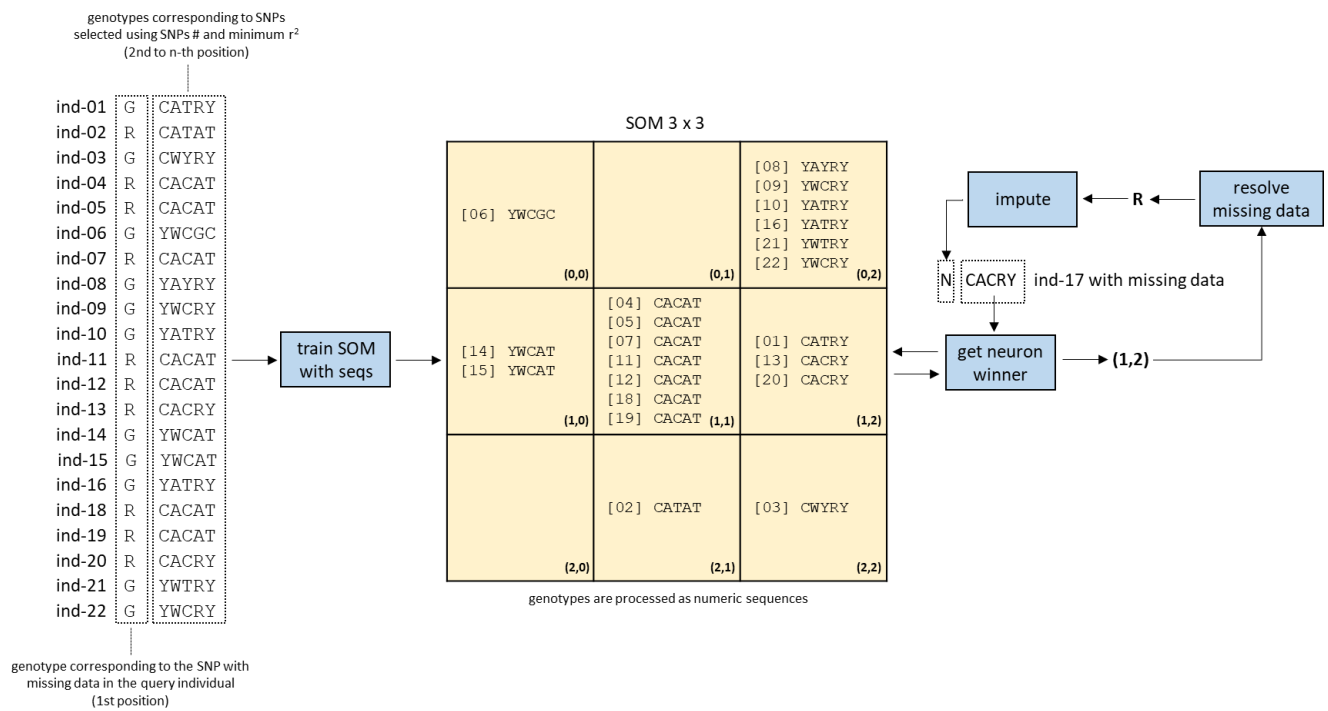 genotypes corresponding to SNPs
selected using SNPs # and minimum r²
(2nd to n-th position)
ind-01 G CATRY
ind-02 R CATAT
ind-03 G CWYRY
ind-04 R CACAT
ind-05 R CACAT
ind-06 G YWCGC
ind-07 R CACAT
ind-08 G YAYRY
ind-09 G YWCRY
ind-10 G YATRY
ind-11 R CACAT
ind-12 R CACAT
ind-13 R CACRY
ind-14 G YWCAT
ind-15 G YWCAT
ind-16 G YATRY
ind-18 R CACAT
ind-19 R CACAT
ind-20 R CACRY
ind-21 G YWTRY
ind-22 G YWCRY
genotype corresponding to the SNP with
missing data in the query individual
(1st position)
train SOM
with seqs
SOM 3 x 3
[06] YWCGC
(0,0)
(0,1)
[08] YAYRY
[09] YWCRY
[10] YATRY
[16] YATRY
[21] YWTRY
[22] YWCRY
(0,2)
[14] YWCAT
[15] YWCAT
(1,0)
[04] CACAT
[05] CACAT
[07] CACAT
[11] CACAT
[12] CACAT
[18] CACAT
[19] CACAT (1,1)
[01] CATRY
[13] CACRY
[20] CACRY
(1,2)
(2,0)
[02] CATAT
(2,1)
[03] CWYRY
(2,2)
genotypes are processed as numeric sequences
impute
R
resolve
missing data
N CACRY ind-17 with missing data
get neuron
winner
(1,2)